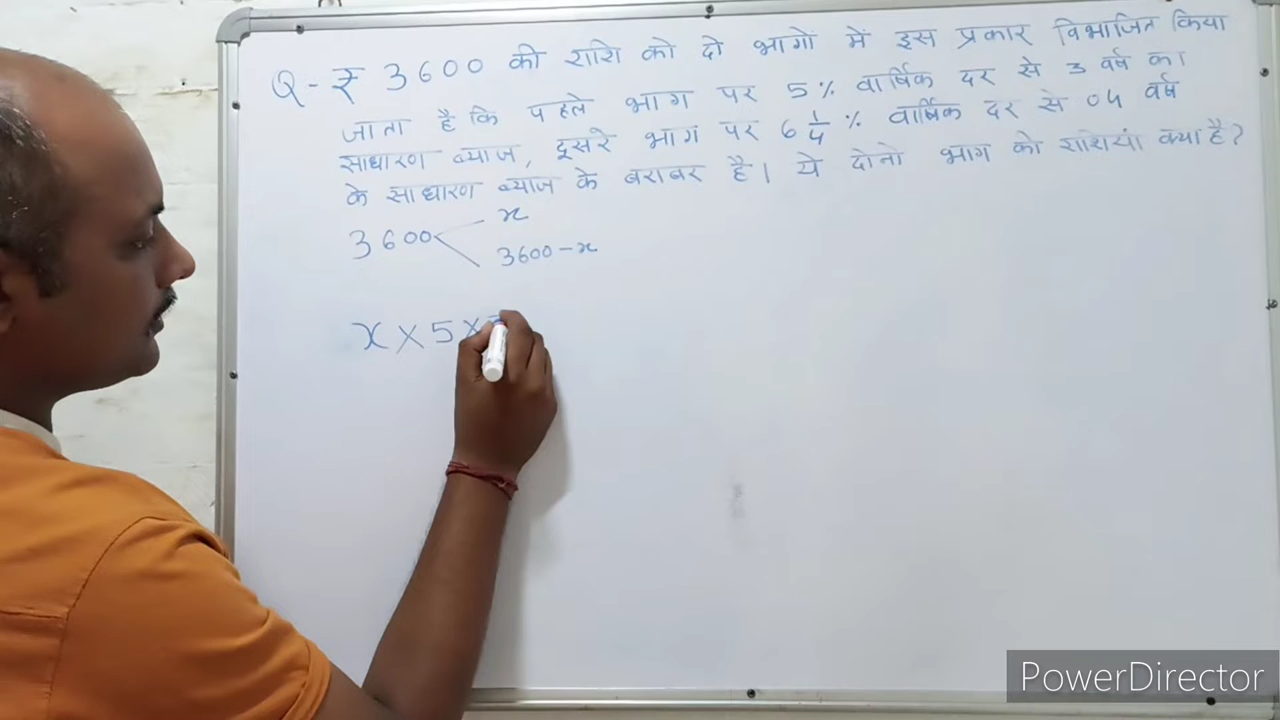 Q - ₹ 3600 की राशि को दो भागों में इस प्रकार विभाजित किया
जाता है कि पहले भाग पर 5% वार्षिक दर से 3 वर्ष का
साधारण ब्याज, दूसरे भाग पर 6 1/4 % वार्षिक दर से 04 वर्ष
के साधारण ब्याज के बराबर है। ये दोनो भाग की राशियां क्या है?
3600 x
3600-x
x × 5 ×
PowerDirector